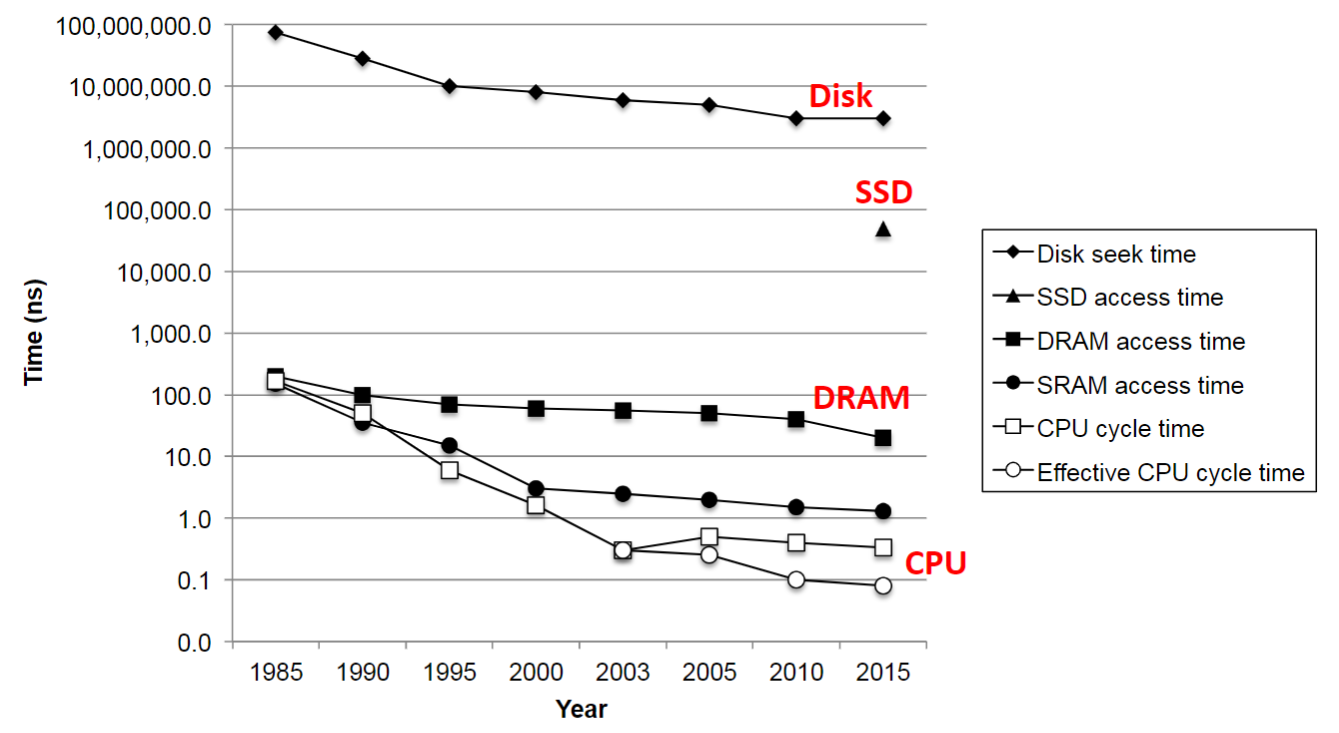 100,000,000.0
10,000,000.0
1,000,000.0
100,000.0
10,000.0
1,000.0
100.0
10.0
1.0
0.1
0.0
Time (ns)
Disk
SSD
DRAM
CPU
1985 1990 1995 2000 2003 2005 2010 2015
Year
Disk seek time
SSD access time
DRAM access time
SRAM access time
CPU cycle time
Effective CPU cycle time